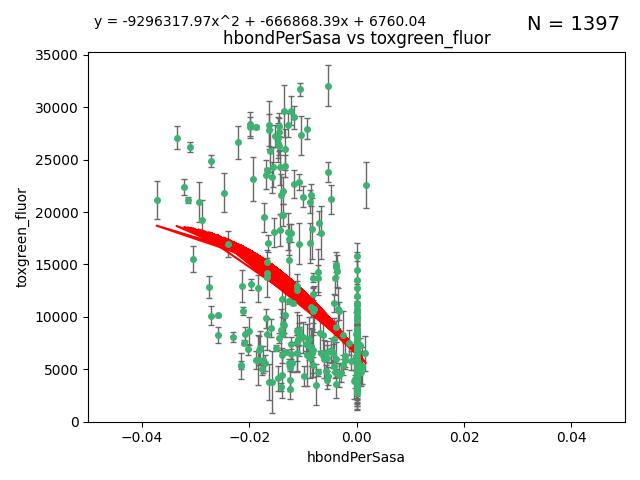 y = -9296317.97x^2 + -666868.39x + 6760.04
N = 1397
hbondPerSasa vs toxgreen_fluor
35000
30000
25000
20000
15000
10000
5000
0
toxgreen_fluor
−0.04
−0.02
0.00
0.02
0.04
hbondPerSasa